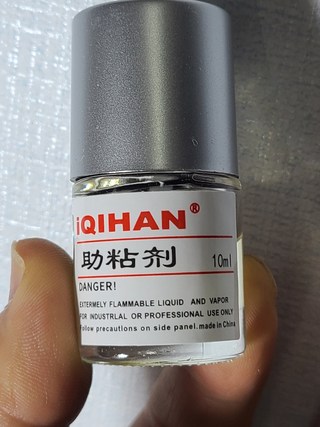 iQIHAN®
助粘剂 10ml
DANGER!
EXTERMELY FLAMMABLE LIQUID AND VAPOR
FOR INDUSTRLAL OR PROFESSIONAL USE ONLY
Follow precautions on side panel.made in China